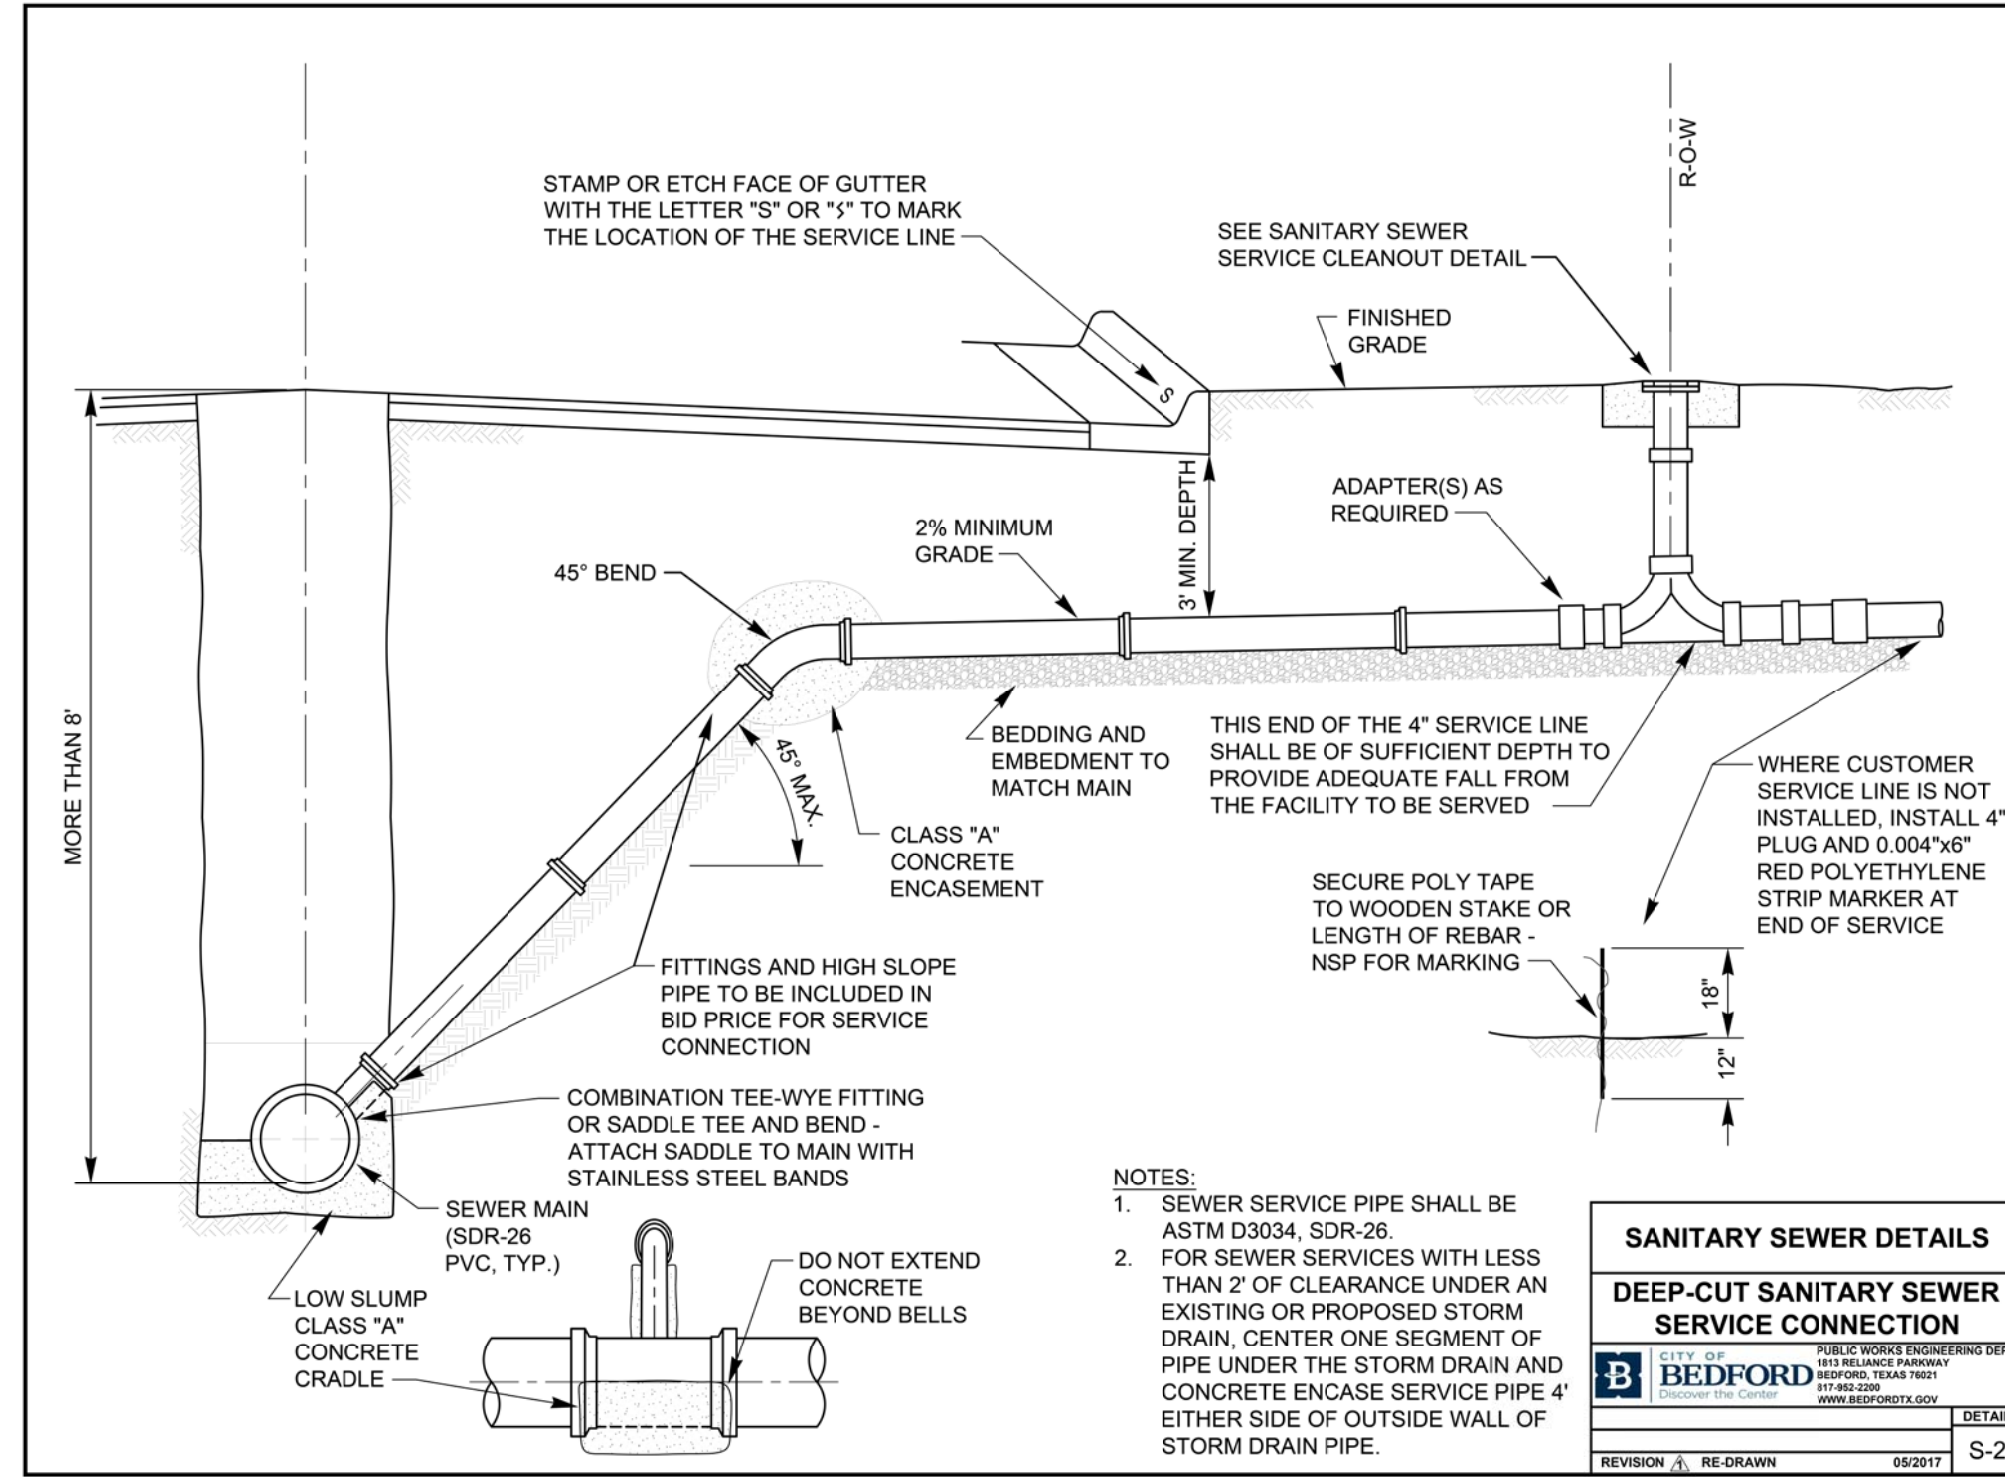 R-O-W
STAMP OR ETCH FACE OF GUTTER
WITH THE LETTER "S" OR "S" TO MARK
THE LOCATION OF THE SERVICE LINE
SEE SANITARY SEWER
SERVICE CLEANOUT DETAIL
FINISHED
GRADE
S
3' MIN. DEPTH
ADAPTER(S) AS
REQUIRED
2% MINIMUM
GRADE
45° BEND
MORE THAN 8'
45° MAX.
BEDDING AND
EMBEDMENT TO
MATCH MAIN
THIS END OF THE 4" SERVICE LINE
SHALL BE OF SUFFICIENT DEPTH TO
PROVIDE ADEQUATE FALL FROM
THE FACILITY TO BE SERVED
WHERE CUSTOMER
SERVICE LINE IS NOT
INSTALLED, INSTALL 4"
PLUG AND 0.004"x6"
RED POLYETHYLENE
STRIP MARKER AT
END OF SERVICE
CLASS "A"
CONCRETE
ENCASEMENT
SECURE POLY TAPE
TO WOODEN STAKE OR
LENGTH OF REBAR -
NSP FOR MARKING
18"
12"
FITTINGS AND HIGH SLOPE
PIPE TO BE INCLUDED IN
BID PRICE FOR SERVICE
CONNECTION
COMBINATION TEE-WYE FITTING
OR SADDLE TEE AND BEND -
ATTACH SADDLE TO MAIN WITH
STAINLESS STEEL BANDS
SEWER MAIN
(SDR-26
PVC, TYP.)
LOW SLUMP
CLASS "A"
CONCRETE
CRADLE
DO NOT EXTEND
CONCRETE
BEYOND BELLS
NOTES:
1. SEWER SERVICE PIPE SHALL BE
ASTM D3034, SDR-26.
2. FOR SEWER SERVICES WITH LESS
THAN 2' OF CLEARANCE UNDER AN
EXISTING OR PROPOSED STORM
DRAIN, CENTER ONE SEGMENT OF
PIPE UNDER THE STORM DRAIN AND
CONCRETE ENCASE SERVICE PIPE 4'
EITHER SIDE OF OUTSIDE WALL OF
STORM DRAIN PIPE.
SANITARY SEWER DETAILS
DEEP-CUT SANITARY SEWER
SERVICE CONNECTION
B
CITY OF
BEDFORD
Discover the Center
PUBLIC WORKS ENGINEERING DEP
1813 RELIANCE PARKWAY
BEDFORD, TEXAS 76021
817-952-2200
WWW.BEDFORDTX.GOV
DETAI
S-2
REVISION 1 RE-DRAWN 05/2017